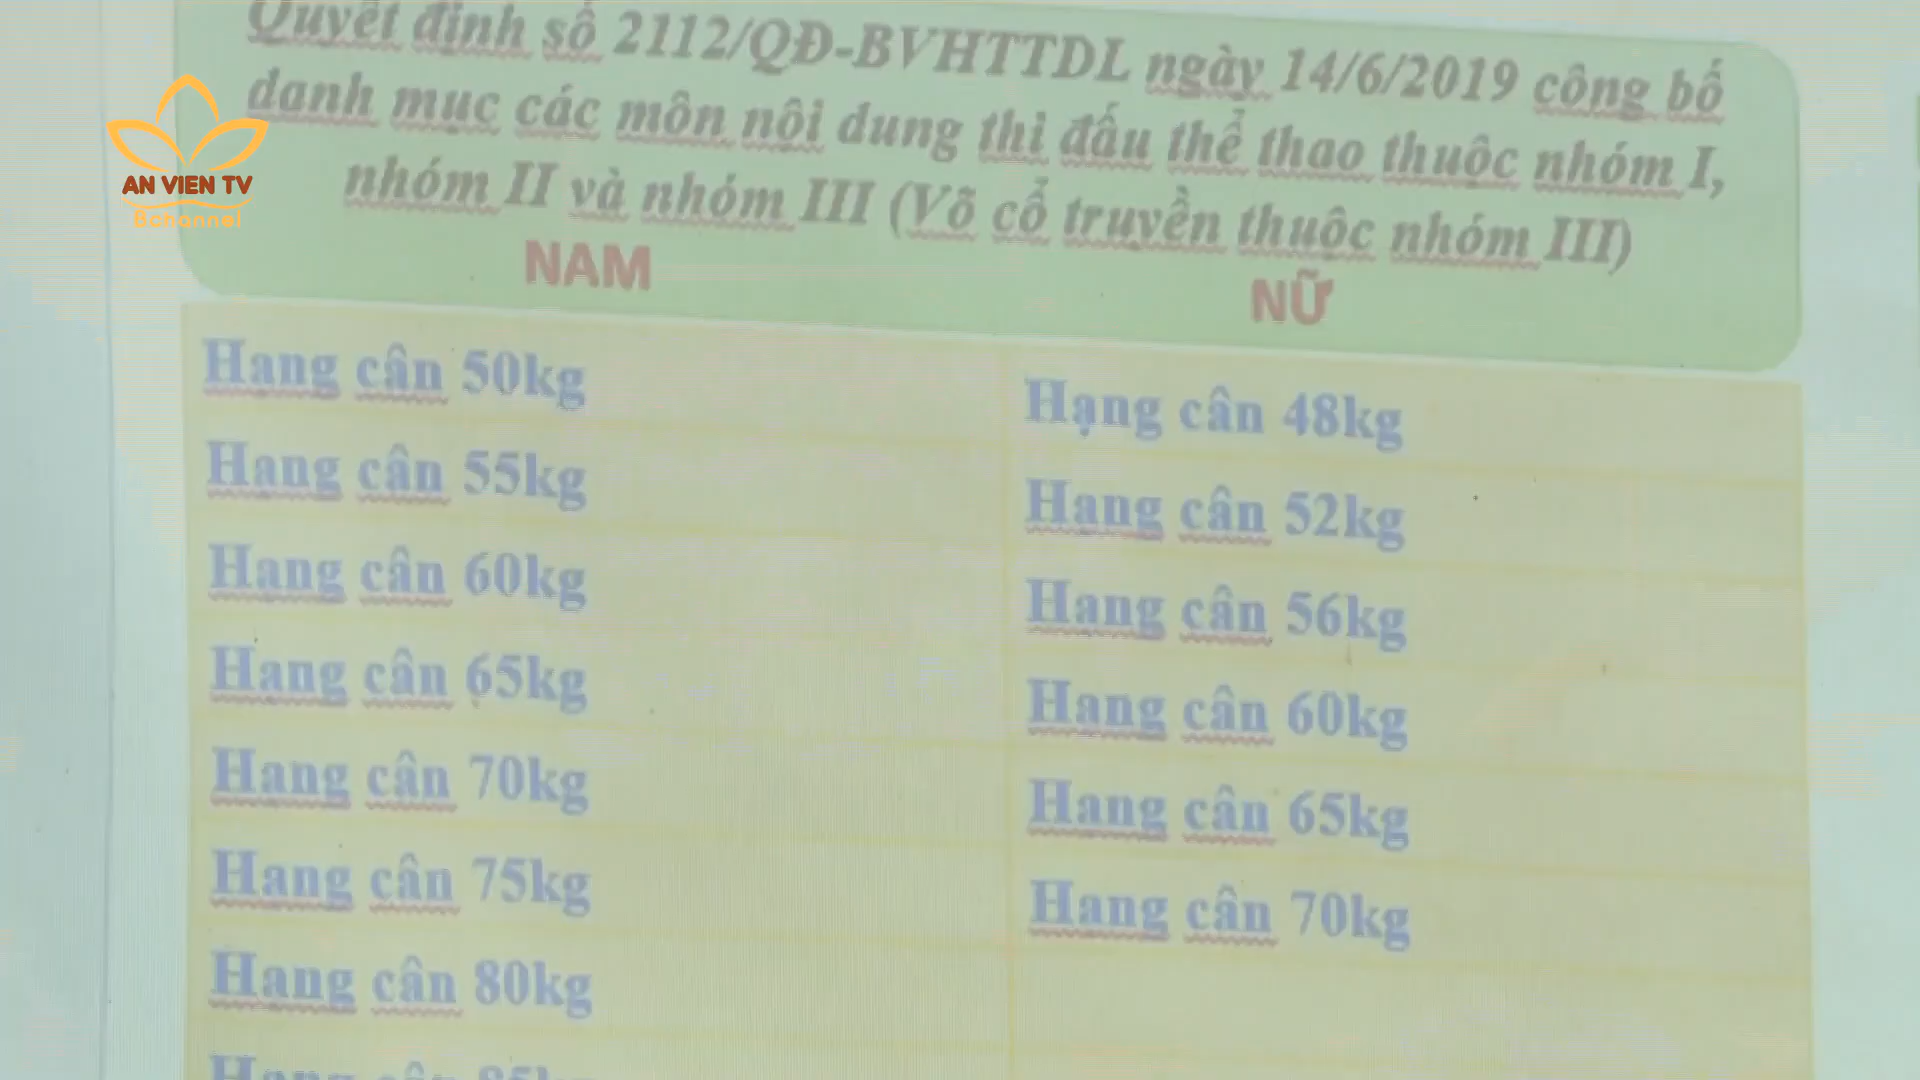 Quyết định số 2112/QĐ-BVHTTDL ngày 14/6/2019 công bố
danh mục các môn nội dung thi đấu thể thao thuộc nhóm I,
nhóm II và nhóm III (Võ cổ truyền thuộc nhóm III)
AN VIEN TV
Bchannel
NAM
NỮ
Hạng cân 50kg
Hạng cân 48kg
Hạng cân 55kg
Hạng cân 52kg
Hạng cân 60kg
Hạng cân 56kg
Hạng cân 65kg
Hạng cân 60kg
Hạng cân 70kg
Hạng cân 65kg
Hạng cân 75kg
Hạng cân 70kg
Hạng cân 80kg
Hạng cân 85kg